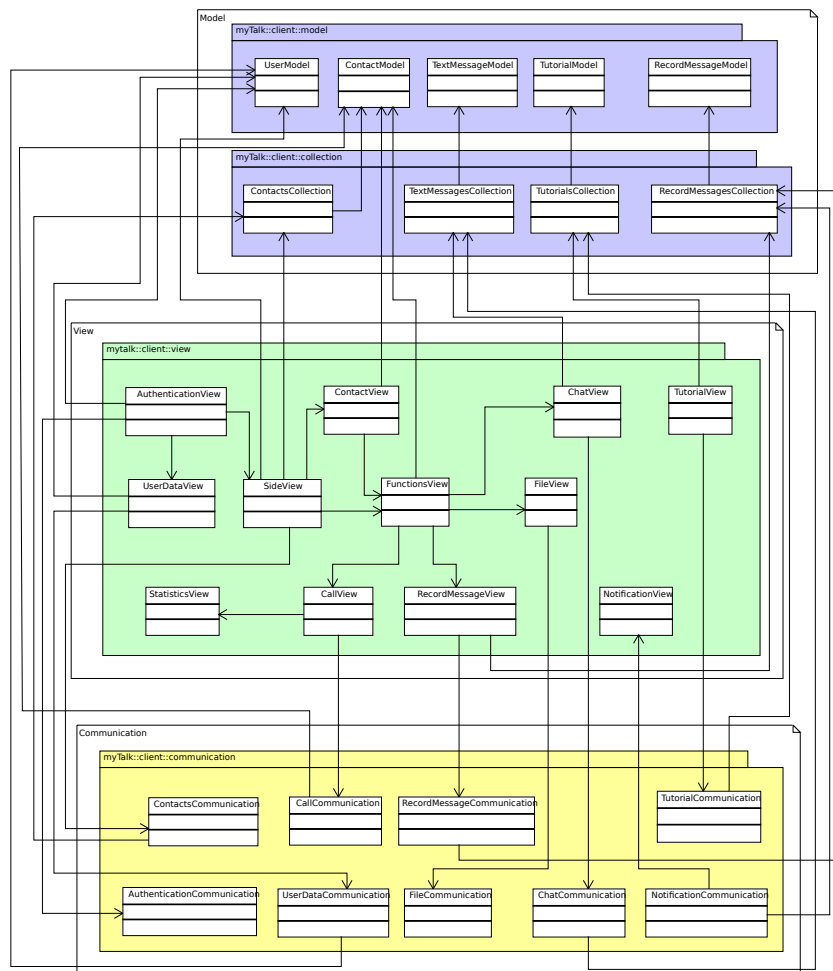 Model
myTalk::client::model
UserModel
ContactModel
TextMessageModel
TutorialModel
RecordMessageModel
myTalk::client::collection
ContactsCollection
TextMessagesCollection
TutorialsCollection
RecordMessagesCollection
View
mytalk::client::view
AuthenticationView
ContactView
ChatView
TutorialView
UserDataView
SideView
FunctionsView
FileView
StatisticsView
CallView
RecordMessageView
NotificationView
Communication
myTalk::client::communication
ContactsCommunication
CallCommunication
RecordMessageCommunication
TutorialCommunication
AuthenticationCommunication
UserDataCommunication
FileCommunication
ChatCommunication
NotificationCommunication